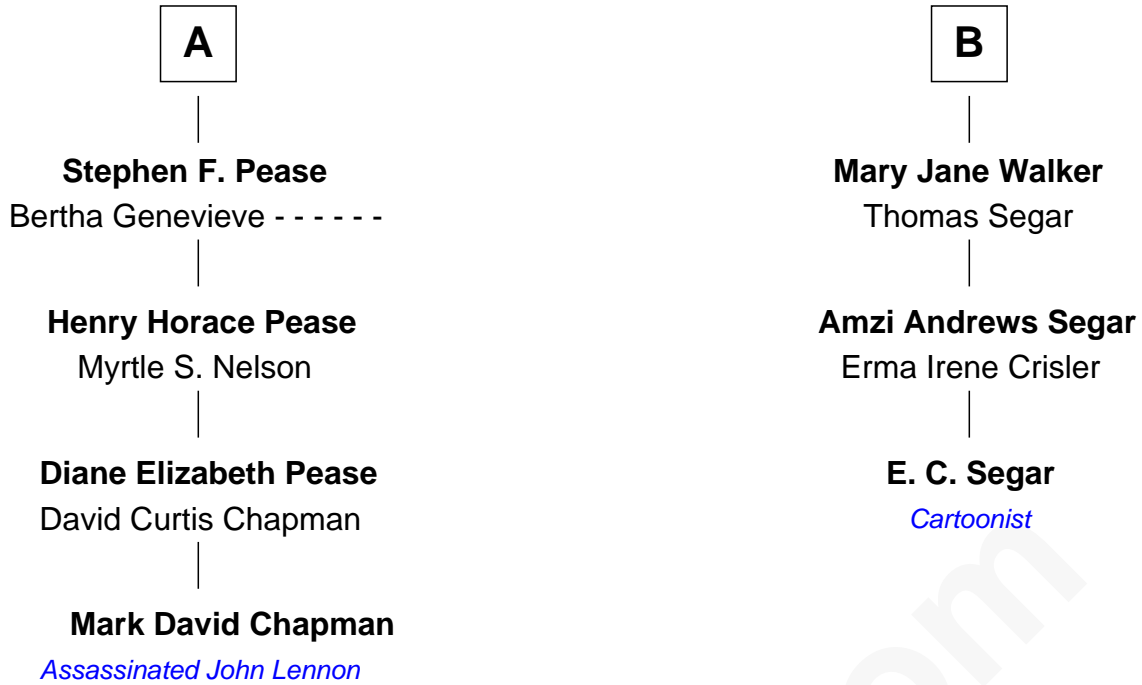 A
Stephen F. Pease
Bertha Genevieve - - - - - -
Henry Horace Pease
Myrtle S. Nelson
Diane Elizabeth Pease
David Curtis Chapman
Mark David Chapman
Assassinated John Lennon
B
Mary Jane Walker
Thomas Segar
Amzi Andrews Segar
Erma Irene Crisler
E. C. Segar
Cartoonist
om